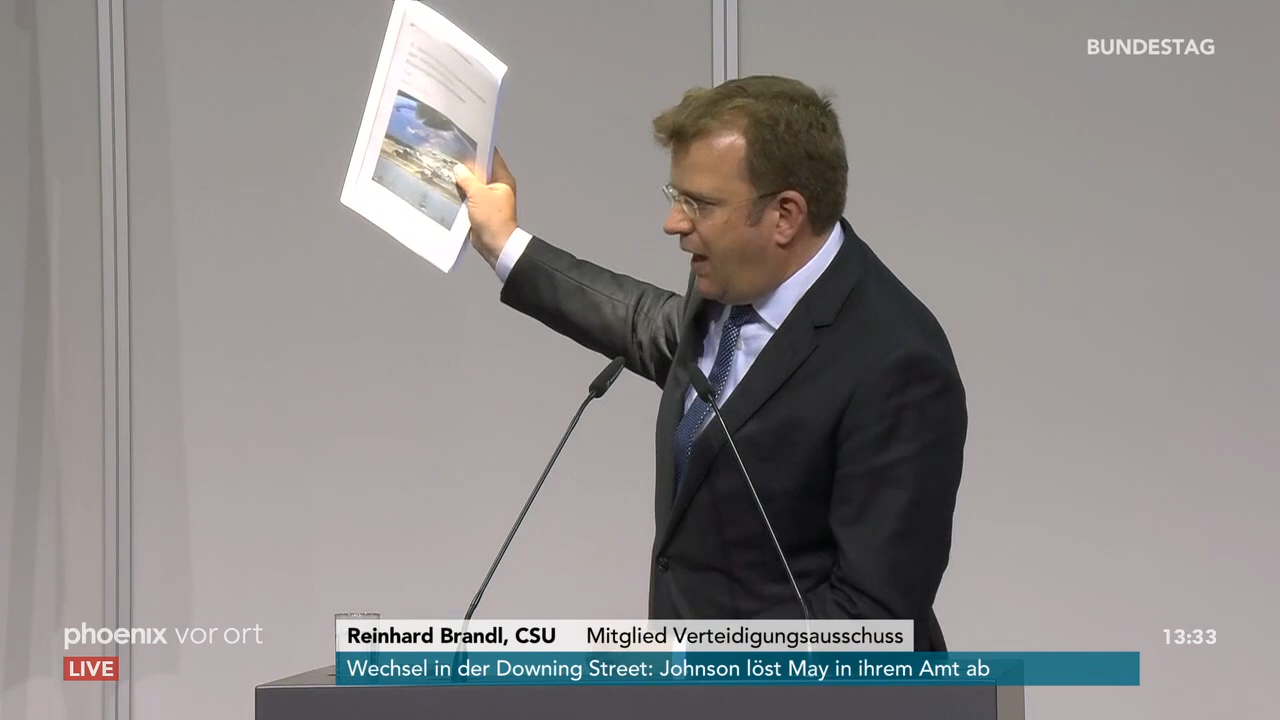 BUNDESTAG
phoenix vor ort
LIVE
Reinhard Brandl, CSU Mitglied Verteidigungsausschuss
13:33
Wechsel in der Downing Street: Johnson löst May in ihrem Amt ab